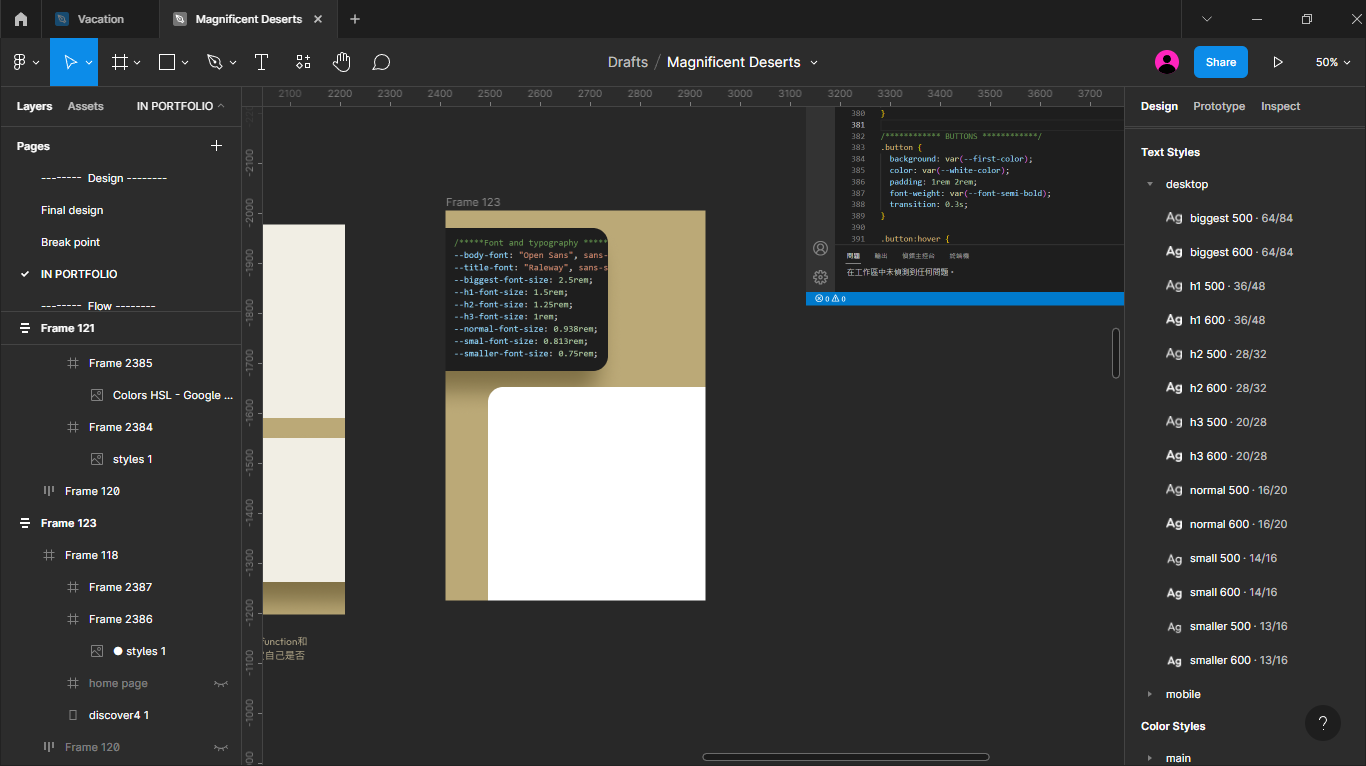 Vacation
Magnificent Deserts
Drafts / Magnificent Deserts
Share
50%
Layers
Assets
IN PORTFOLIO
Pages
-------- Design --------
Final design
Break point
IN PORTFOLIO
-------- Flow --------
Frame 121
Frame 2385
Colors HSL - Google ...
Frame 2384
styles 1
Frame 120
Frame 123
Frame 118
Frame 2387
Frame 2386
styles 1
home page
discover4 1
Frame 120
2100 2200 2300 2400 2500 2600 2700 2800 2900 3000 3100 3200 3300 3400 3500 3600 3700
-2100
-2000
-1900
-1800
-1700
-1600
-1500
-1400
-1300
-1200
-1100
-1000
function和
自己是否
Frame 123
/*****Font and typography *****
--body-font: "Open Sans", sans-
--title-font: "Raleway", sans-s
--biggest-font-size: 2.5rem;
--h1-font-size: 1.5rem;
--h2-font-size: 1.25rem;
--h3-font-size: 1rem;
--normal-font-size: 0.938rem;
--smal-font-size: 0.813rem;
--smaller-font-size: 0.75rem;
380 }
381
382 /************ BUTTONS ************/
383 .button {
384 background: var(--first-color);
385 color: var(--white-color);
386 padding: 1rem 2rem;
387 font-weight: var(--font-semi-bold);
388 transition: 0.3s;
389 }
390
391 .button:hover {
問題 輸出 偵錯主控台 終端機
在工作區中未偵測到任何問題。
0 0
Design
Prototype
Inspect
Text Styles
desktop
Ag biggest 500 · 64/84
Ag biggest 600 · 64/84
Ag h1 500 · 36/48
Ag h1 600 · 36/48
Ag h2 500 · 28/32
Ag h2 600 · 28/32
Ag h3 500 · 20/28
Ag h3 600 · 20/28
Ag normal 500 · 16/20
Ag normal 600 · 16/20
Ag small 500 · 14/16
Ag small 600 · 14/16
Ag smaller 500 · 13/16
Ag smaller 600 · 13/16
mobile
Color Styles
main
?